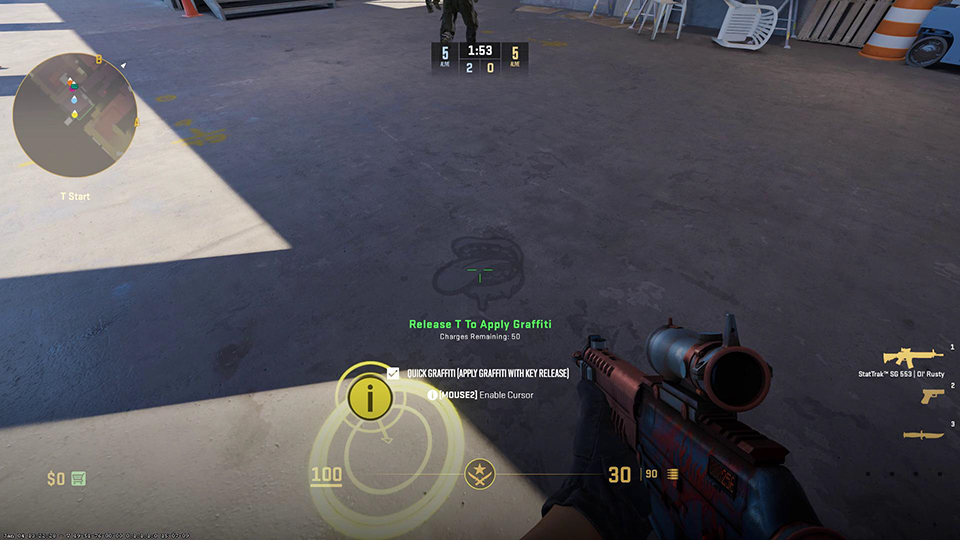 5 1:53 5
ALIVE 2 0 ALIVE
B
A
T Start
Release T To Apply Graffiti
Charges Remaining: 50
QUICK GRAFFITI [APPLY GRAFFITI WITH KEY RELEASE]
[MOUSE2] Enable Cursor
1
StatTrak™ SG 553 | Ol' Rusty
2
3
$0 100 30 90